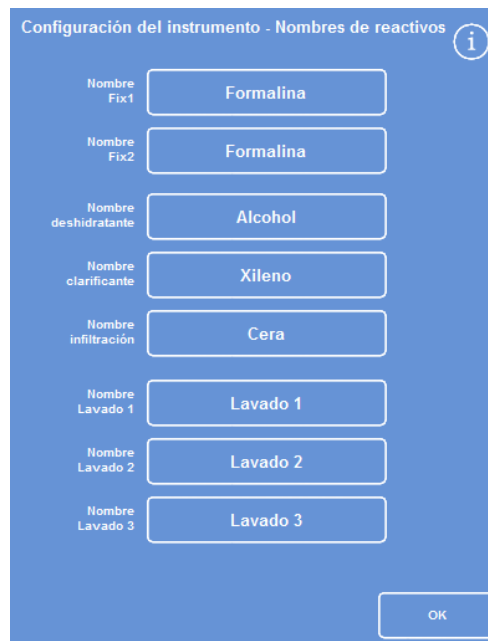 Configuración del instrumento - Nombres de reactivos
i
Nombre
Fix1
Formalina
Nombre
Fix2
Formalina
Nombre
deshidratante
Alcohol
Nombre
clarificante
Xileno
Nombre
infiltración
Cera
Nombre
Lavado 1
Lavado 1
Nombre
Lavado 2
Lavado 2
Nombre
Lavado 3
Lavado 3
OK